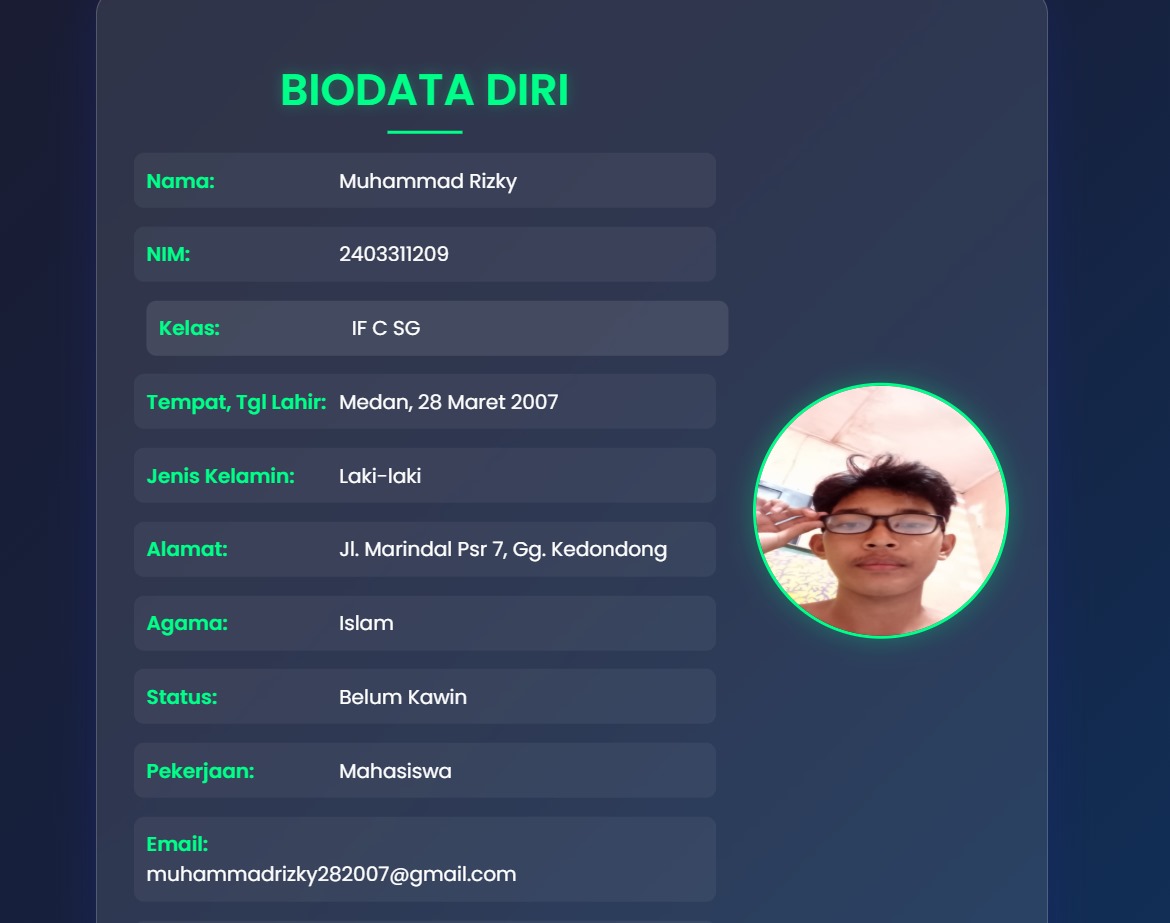 BIODATA DIRI
Nama: Muhammad Rizky
NIM: 2403311209
Kelas: IF C SG
Tempat, Tgl Lahir: Medan, 28 Maret 2007
Jenis Kelamin: Laki-laki
Alamat: Jl. Marindal Psr 7, Gg. Kedondong
Agama: Islam
Status: Belum Kawin
Pekerjaan: Mahasiswa
Email:
muhammadrizky282007@gmail.com